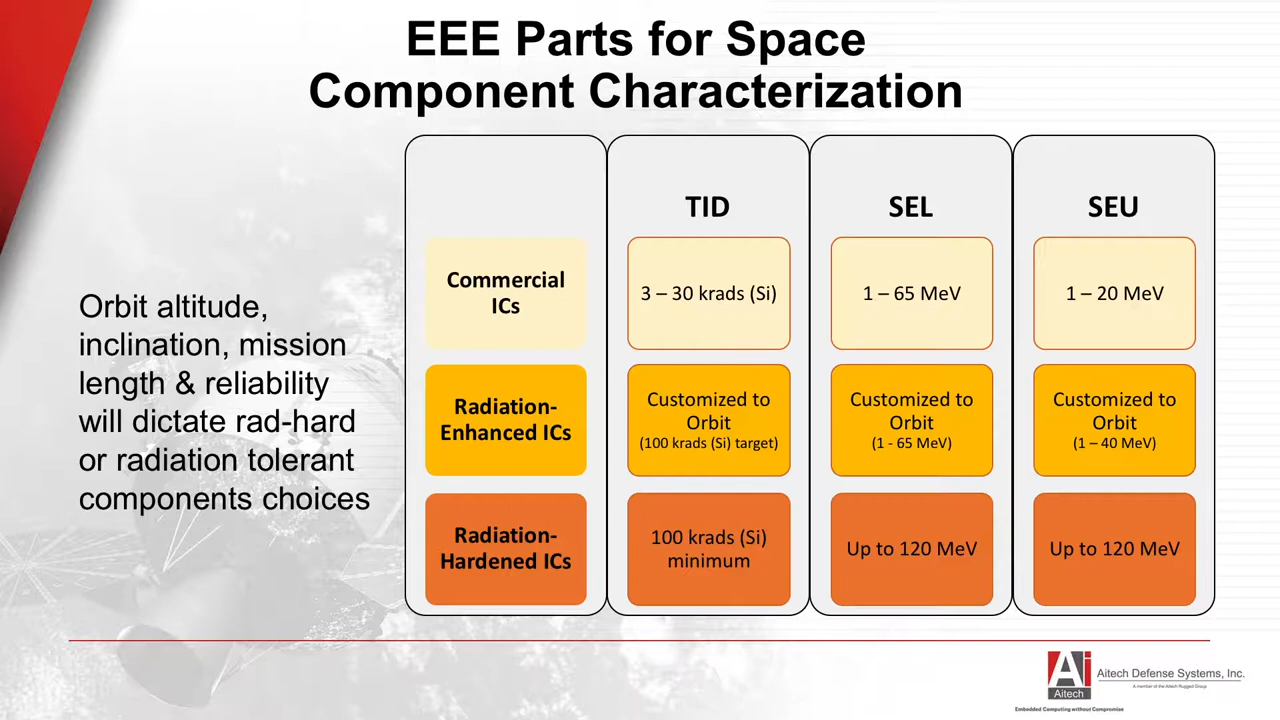 EEE Parts for Space
Component Characterization
Orbit altitude,
inclination, mission
length & reliability
will dictate rad-hard
or radiation tolerant
components choices
TID
SEL
SEU
Commercial
ICs
3 – 30 krads (Si)
1 – 65 MeV
1 – 20 MeV
Radiation-
Enhanced ICs
Customized to
Orbit
(100 krads (Si) target)
Customized to
Orbit
(1 - 65 MeV)
Customized to
Orbit
(1 – 40 MeV)
Radiation-
Hardened ICs
100 krads (Si)
minimum
Up to 120 MeV
Up to 120 MeV
Ai
Aitech
Aitech Defense Systems, Inc.
A member of the Aitech Rugged Group
Embedded Computing without Compromise